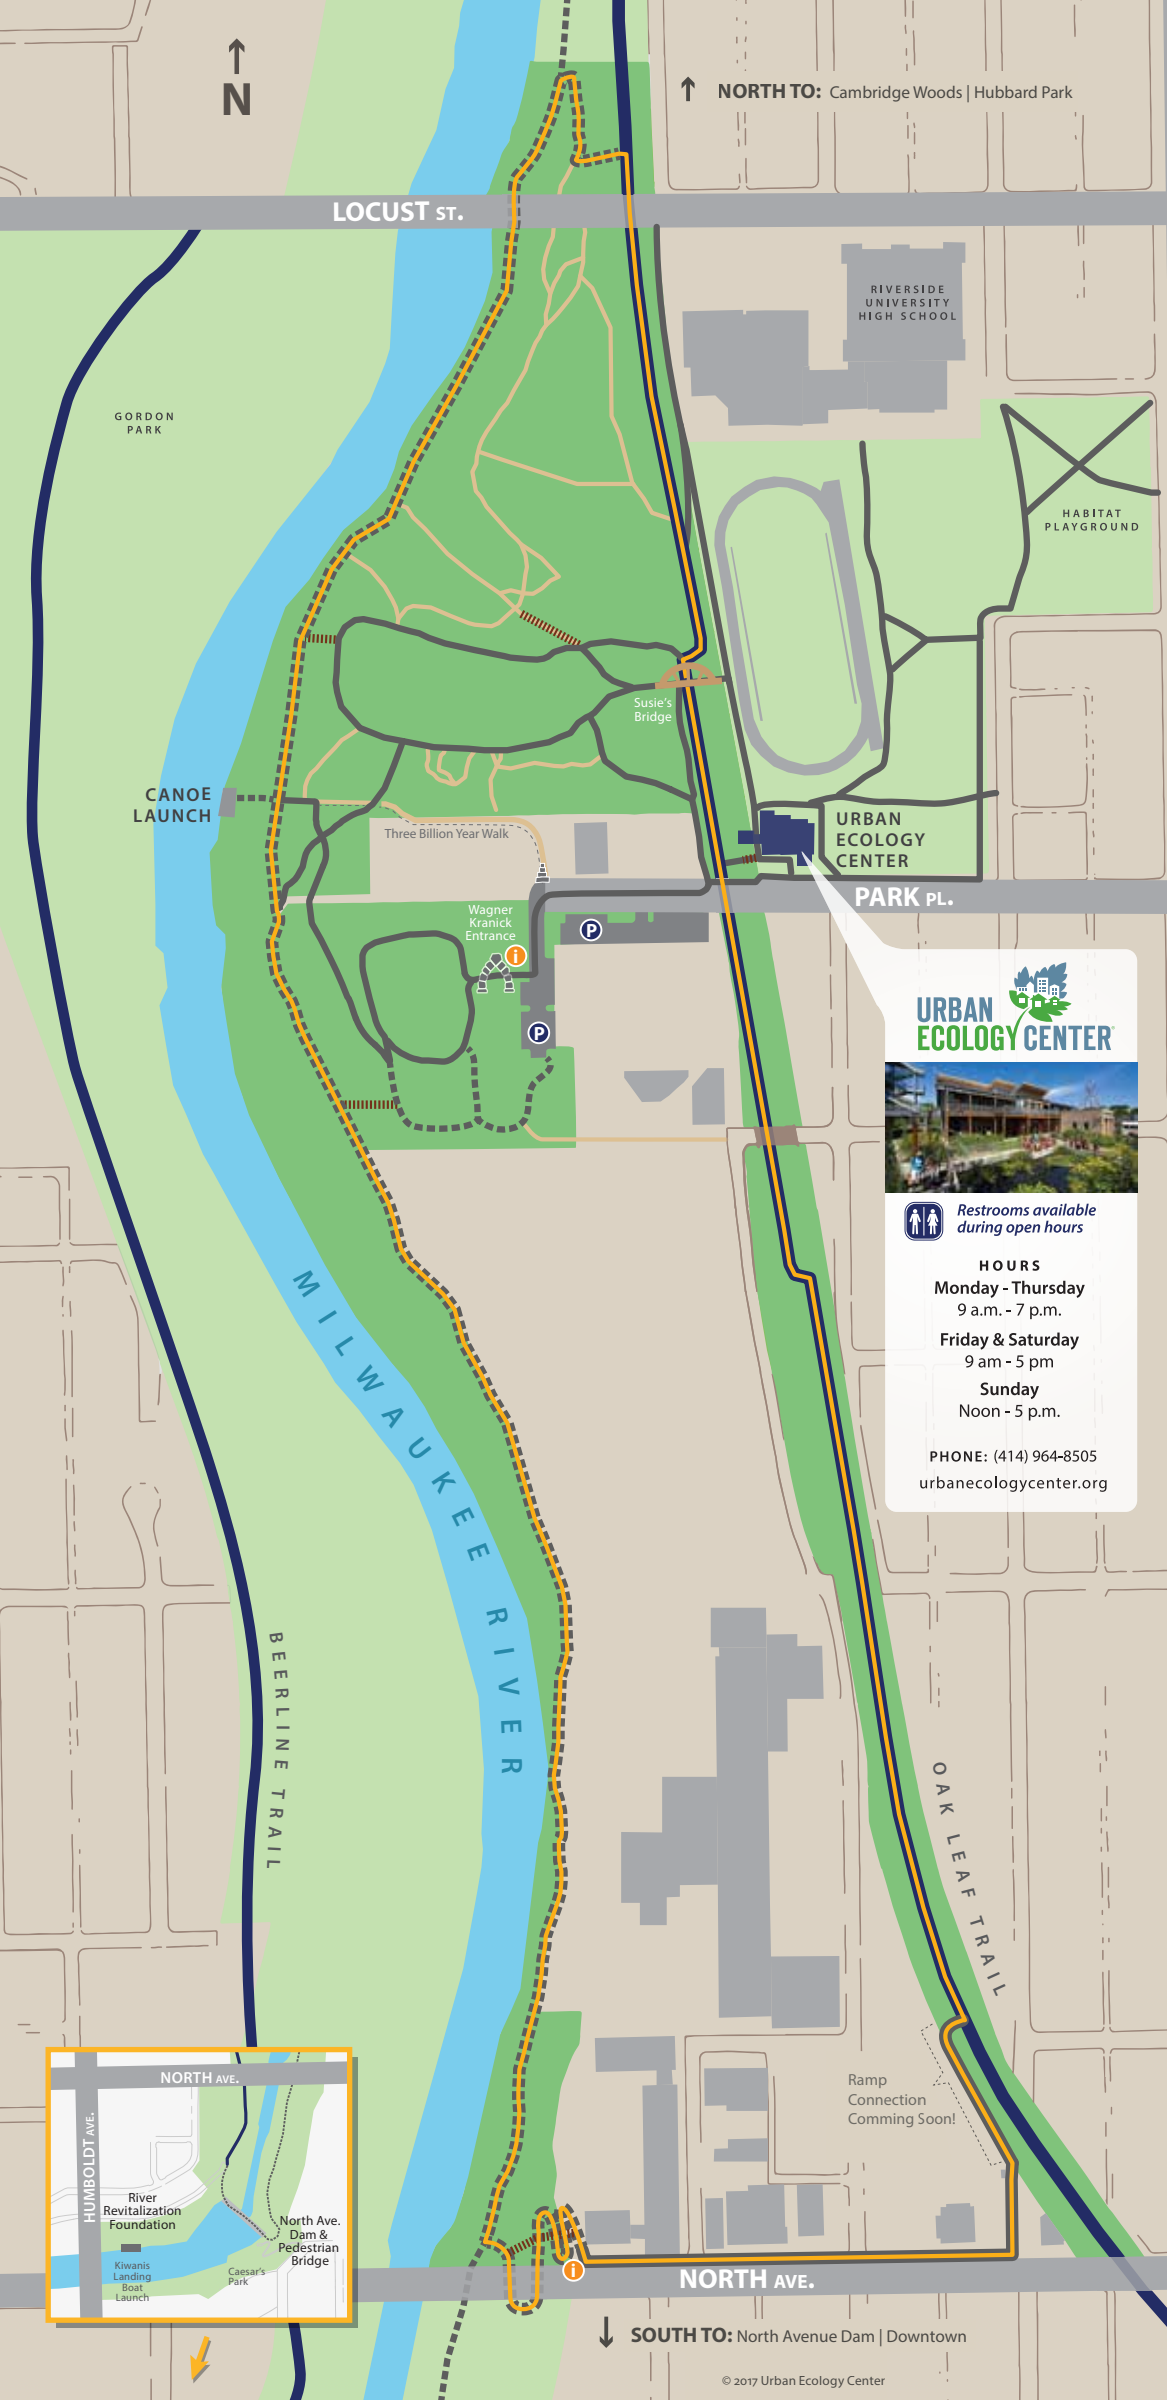 N
NORTH TO: Cambridge Woods | Hubbard Park
LOCUST ST.
RIVERSIDE
UNIVERSITY
HIGH SCHOOL
GORDON
PARK
HABITAT
PLAYGROUND
Susie's
Bridge
CANOE
LAUNCH
Three Billion Year Walk
URBAN
ECOLOGY
CENTER
PARK PL.
Wagner
Kranick
Entrance
i
P
P
URBAN
ECOLOGY CENTER
Restrooms available
during open hours
HOURS
Monday - Thursday
9 a.m. - 7 p.m.
Friday & Saturday
9 am - 5 pm
Sunday
Noon - 5 p.m.
PHONE: (414) 964-8505
urbanecologycenter.org
MILWAUKEE RIVER
BEERLINE TRAIL
OAK LEAF TRAIL
Ramp
Connection
Comming Soon!
NORTH AVE.
HUMBOLDT AVE.
River
Revitalization
Foundation
North Ave.
Dam &
Pedestrian
Bridge
Kiwanis
Landing
Boat
Launch
Caesar's
Park
i
NORTH AVE.
SOUTH TO: North Avenue Dam | Downtown
© 2017 Urban Ecology Center